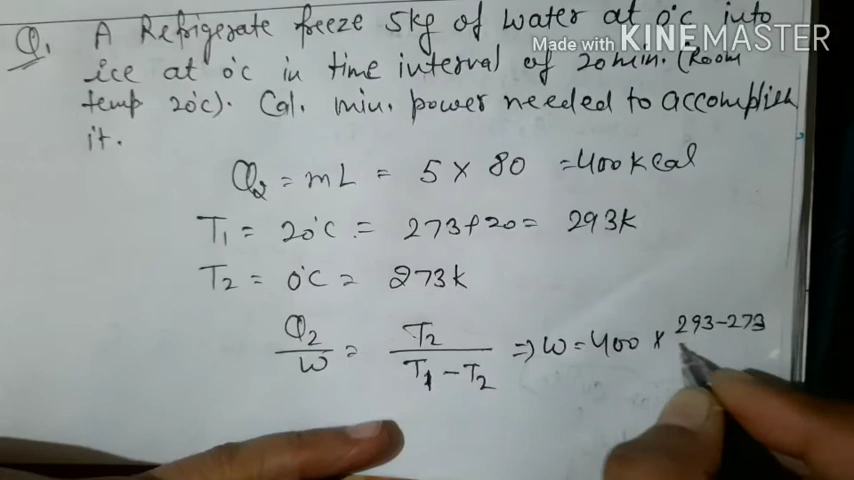 Q. A Refrigerate freeze 5kg of water at 0°c into
Made with KINEMASTER
ice at 0°c in time interval of 20min. (Room
temp 20°c). Cal. min. power needed to accomplish
it.
Q2 = mL = 5 × 80 = 400 kcal
T1 = 20°C = 273+20 = 293k
T2 = 0°C = 273k
Q2/W = T2/T1-T2 ⇒ W = 400 × 293-273